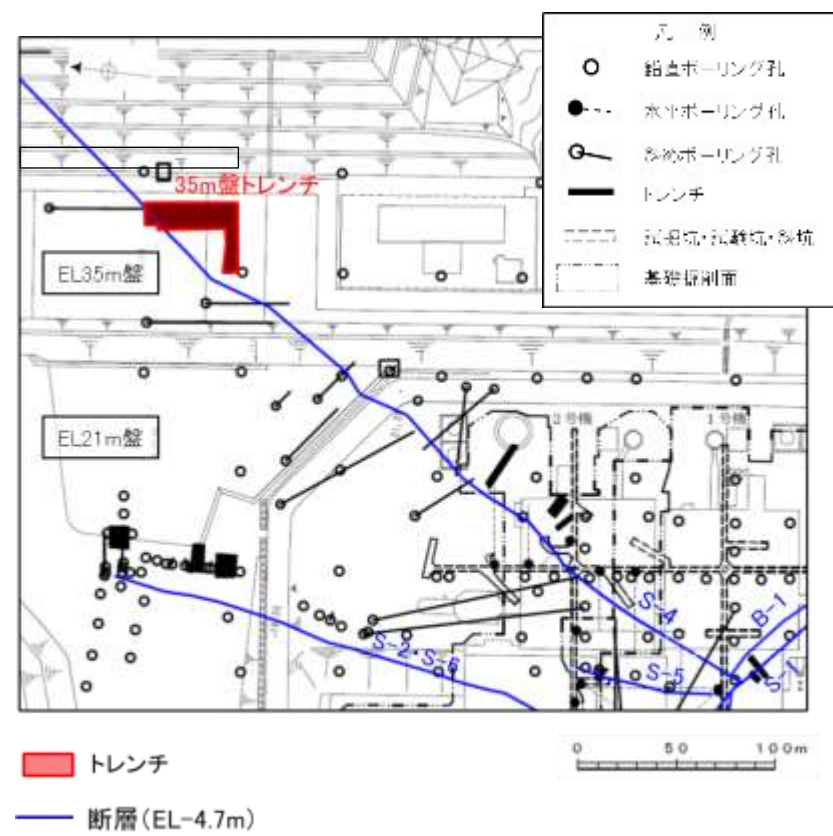 凡 例
鉛直ボーリング孔
水平ボーリング孔
斜めボーリング孔
トレンチ
試掘坑・試験坑・斜坑
基礎掘削面
35m盤トレンチ
EL35m盤
EL21m盤
2号機
1号機
S-4
B-1
S-2・S-6
S-5
S-1
0 50 100m
トレンチ
断層(EL-4.7m)